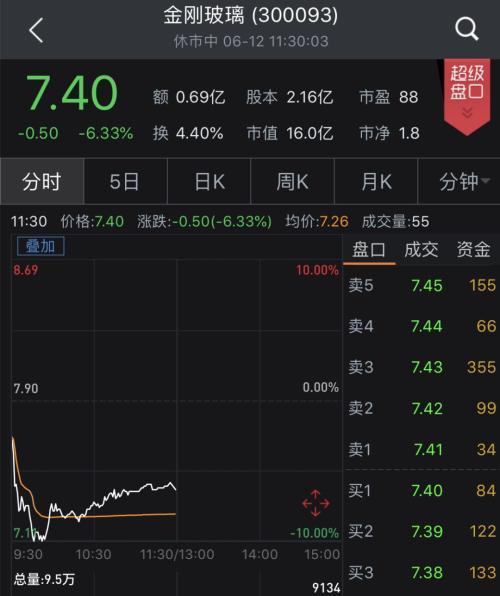 金刚玻璃 (300093)
休市中 06-12 11:30:03
7.40
-0.50 -6.33%
额 0.69亿 股本 2.16亿 市盈 88
换 4.40% 市值 16.0亿 市净 1.8
超级
盘口
分时 5日 日K 周K 月K 分钟
11:30 价格:7.40 涨跌:-0.50(-6.33%) 均价:7.26 成交量:55
叠加
盘口 成交 资金
8.69 10.00%
卖5 7.45 155
卖4 7.44 66
卖3 7.43 355
7.90 0.00%
卖2 7.42 99
卖1 7.41 34
买1 7.40 84
买2 7.39 122
7.11 -10.00%
9:30 10:30 11:30/13:00 14:00 15:00
买3 7.38 133
总量:9.5万 9134